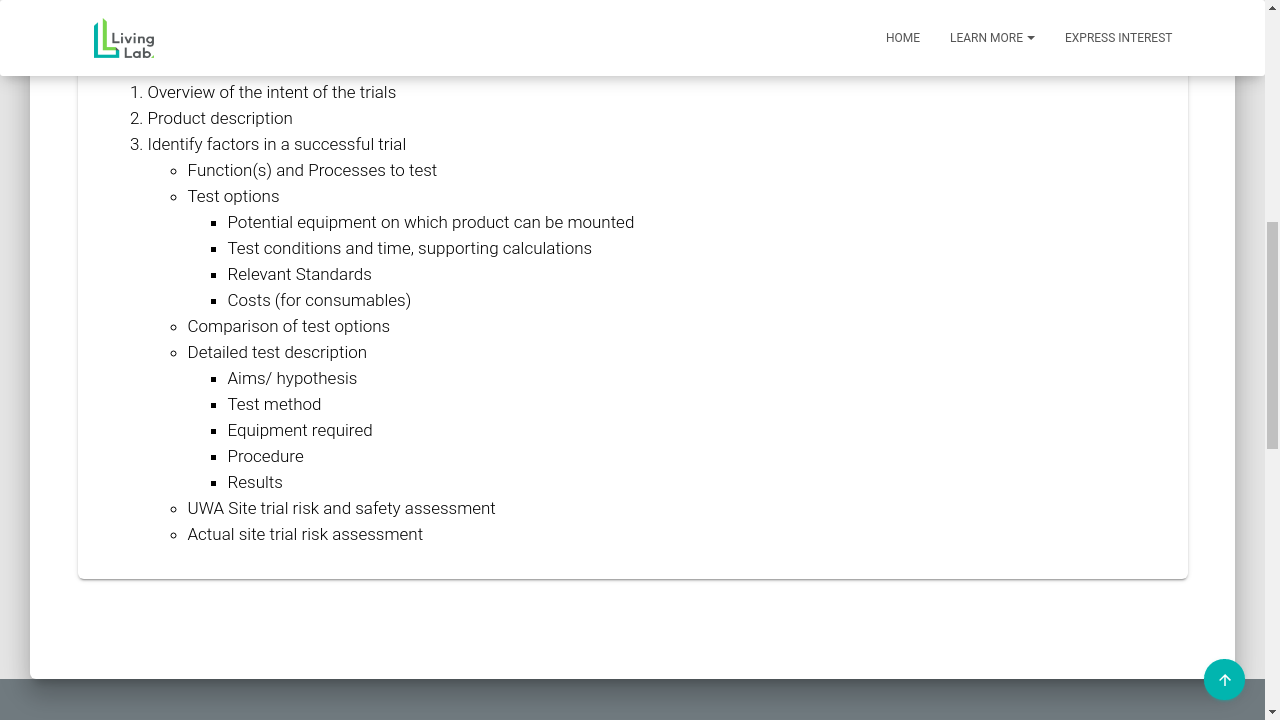 Living
Lab.
HOME
LEARN MORE
EXPRESS INTEREST
1. Overview of the intent of the trials
2. Product description
3. Identify factors in a successful trial
Function(s) and Processes to test
Test options
Potential equipment on which product can be mounted
Test conditions and time, supporting calculations
Relevant Standards
Costs (for consumables)
Comparison of test options
Detailed test description
Aims/ hypothesis
Test method
Equipment required
Procedure
Results
UWA Site trial risk and safety assessment
Actual site trial risk assessment